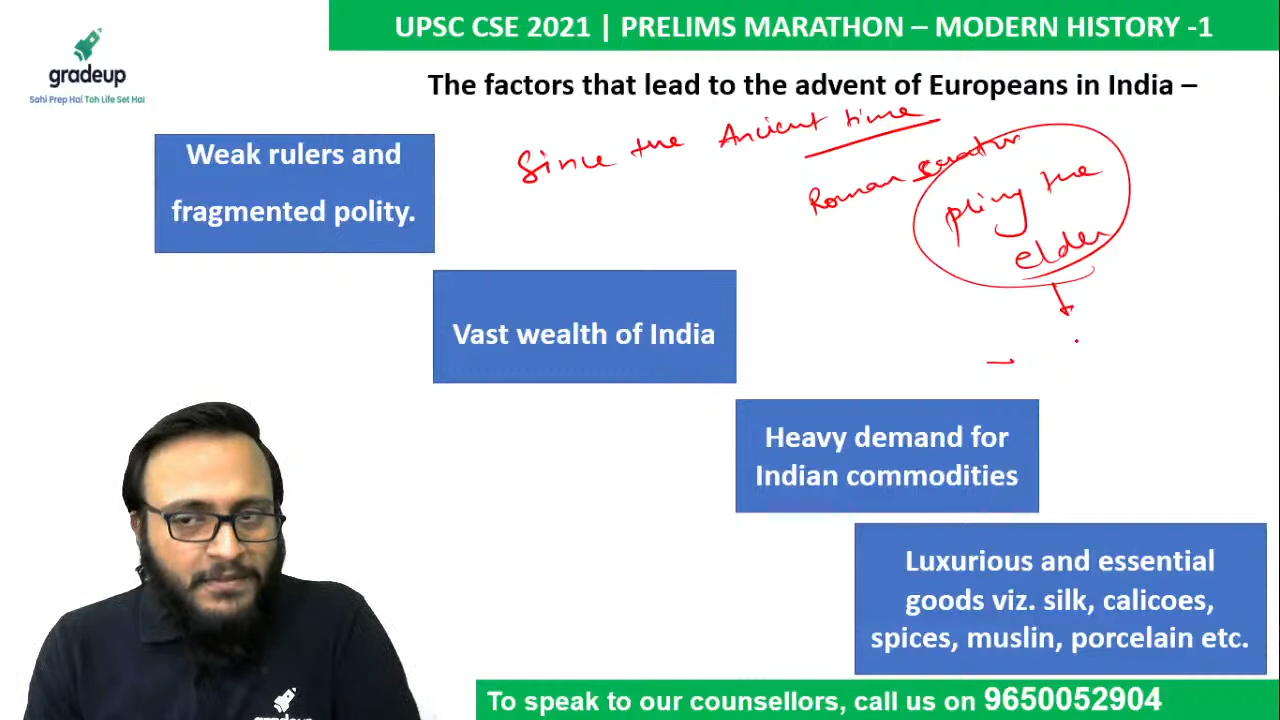 UPSC CSE 2021 | PRELIMS MARATHON – MODERN HISTORY -1
gradeup
Sahi Prep Hai Toh Life Set Hai
The factors that lead to the advent of Europeans in India –
Since the Ancient time
Roman senator
pliny the
elder
Weak rulers and
fragmented polity.
Vast wealth of India
Heavy demand for
Indian commodities
Luxurious and essential
goods viz. silk, calicoes,
spices, muslin, porcelain etc.
gradeup
To speak to our counsellors, call us on 9650052904